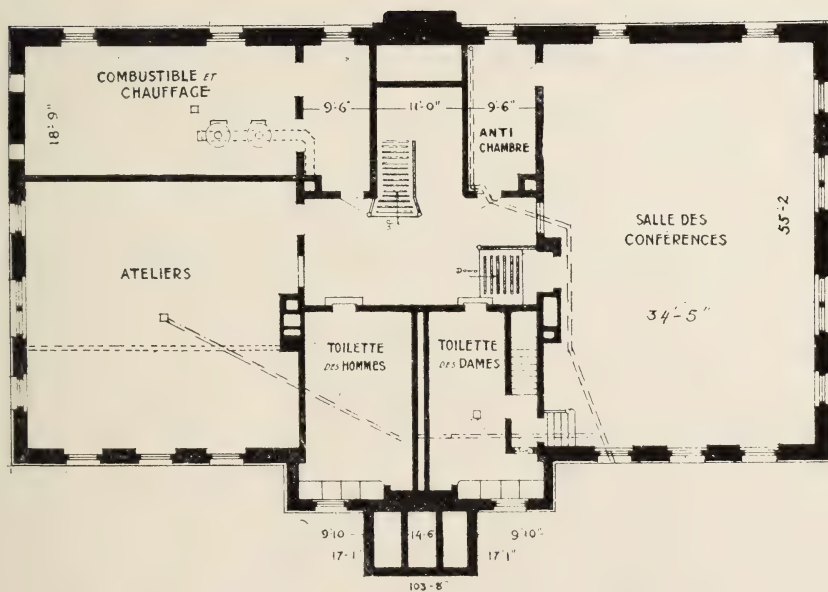 COMBUSTIBLE ET
CHAUFFAGE
18'-9"
9'-6"
11'-0"
9'-6"
ANTI
CHAMBRE
ATELIERS
SALLE DES
CONFÉRENCES
34'-5"
55'-2
Down
TOILETTE
DES HOMMES
TOILETTE
DES DAMES
9'10
14-6
9'10"
17'-1"
17'1"
103-8"